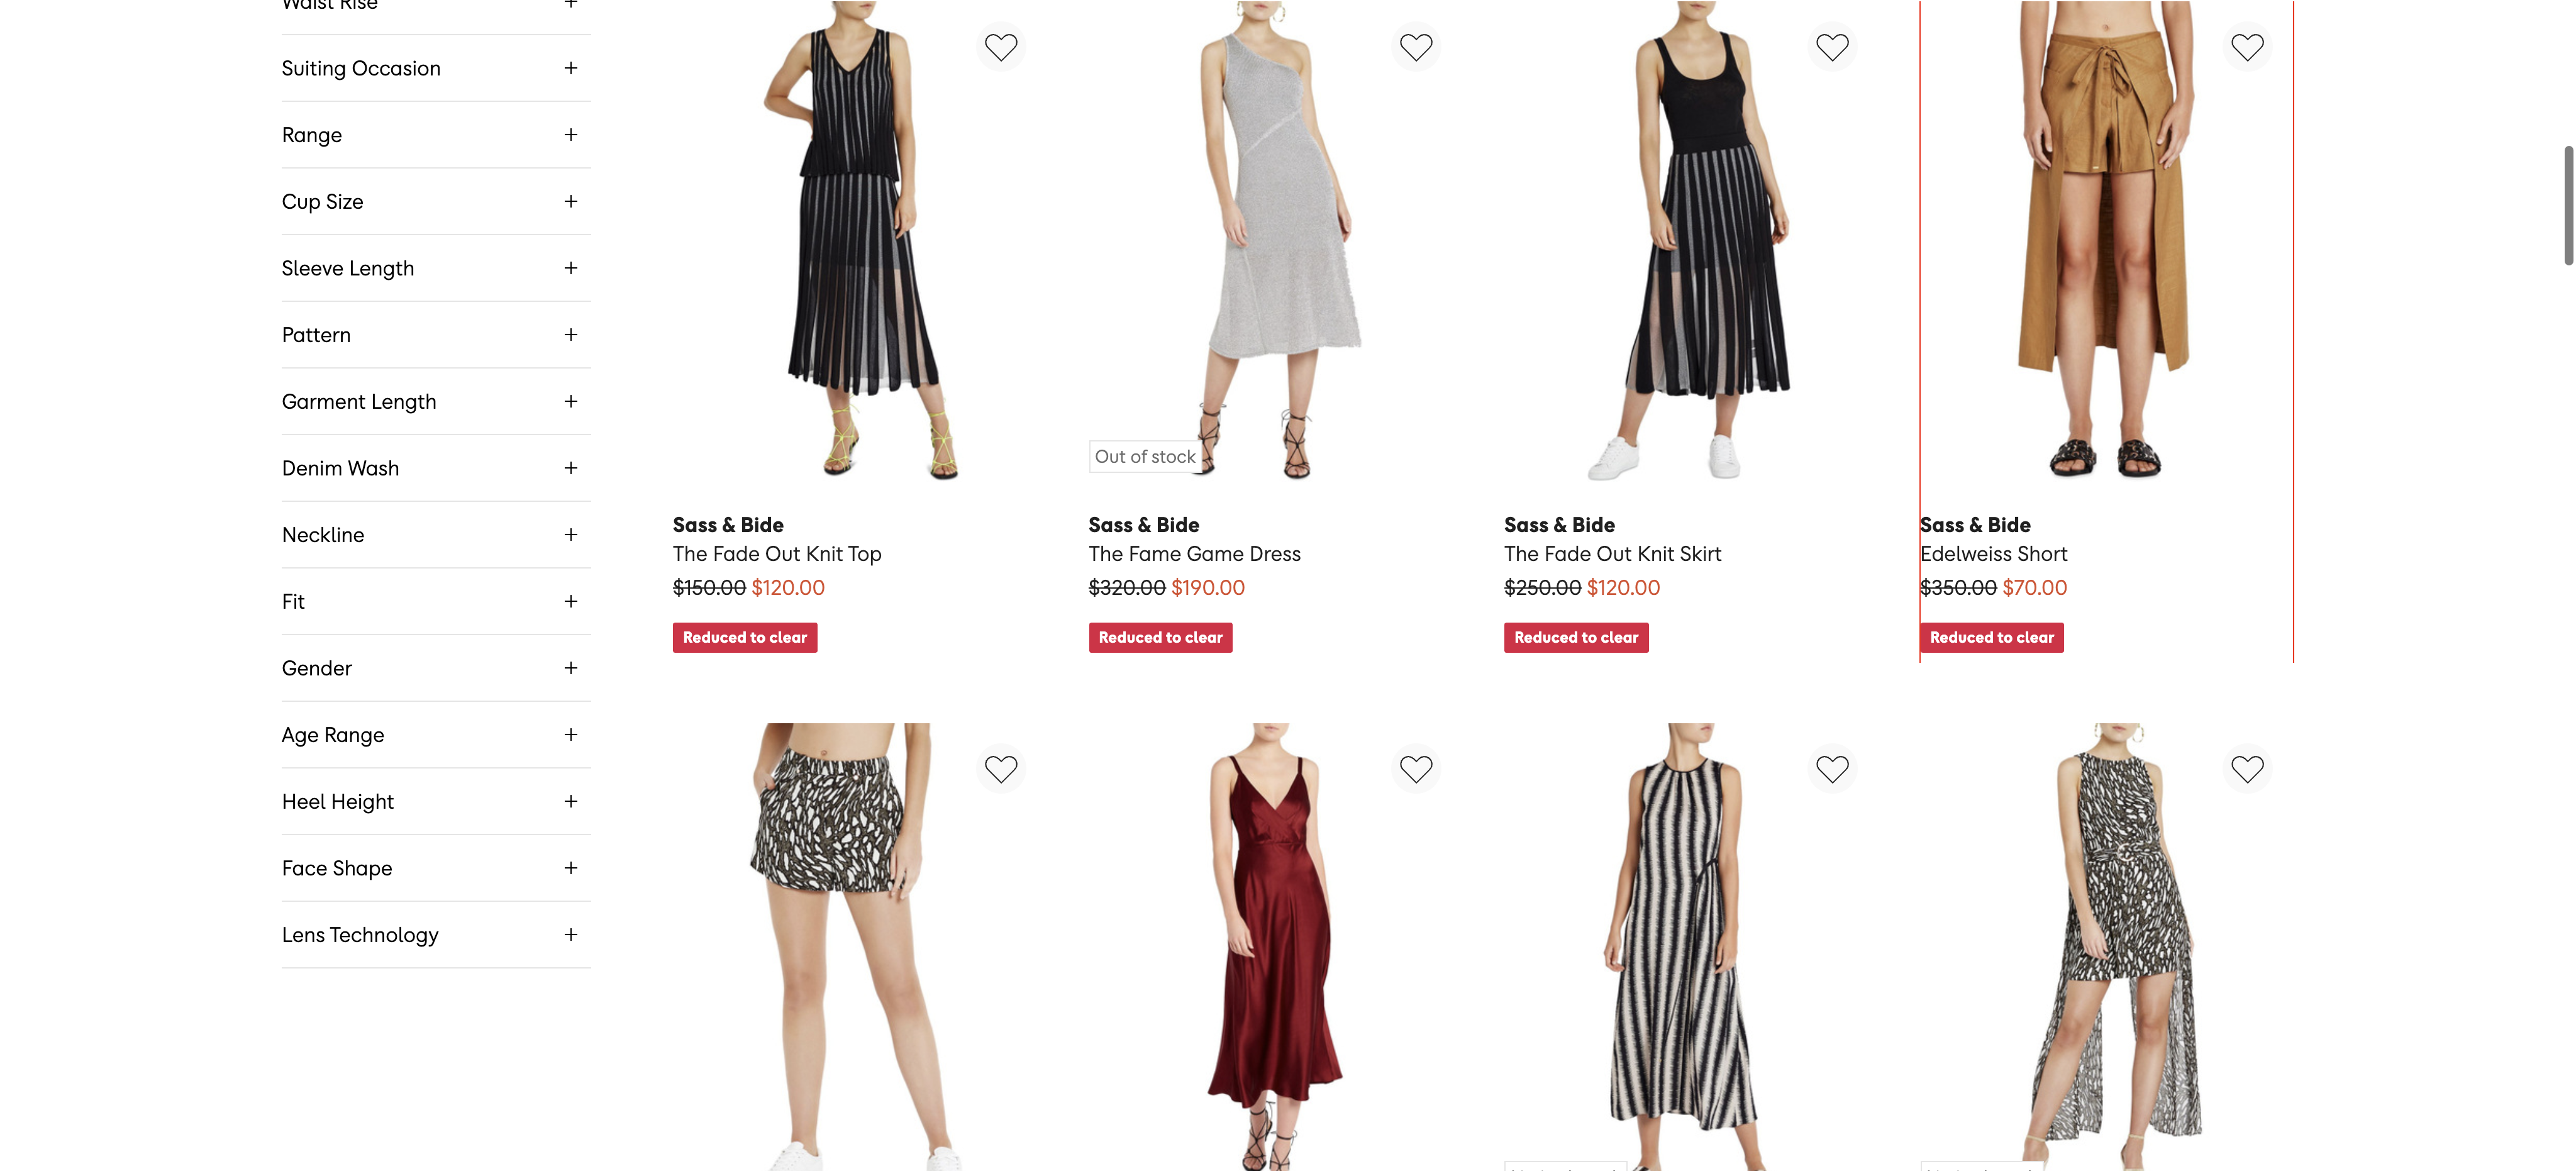 Waist Rise
Suiting Occasion
Range
Cup Size
Sleeve Length
Pattern
Garment Length
Denim Wash
Neckline
Fit
Gender
Age Range
Heel Height
Face Shape
Lens Technology
Out of stock
Sass & Bide
The Fade Out Knit Top
$150.00 $120.00
Reduced to clear
Sass & Bide
The Fame Game Dress
$320.00 $190.00
Reduced to clear
Sass & Bide
The Fade Out Knit Skirt
$250.00 $120.00
Reduced to clear
Sass & Bide
Edelweiss Short
$350.00 $70.00
Reduced to clear